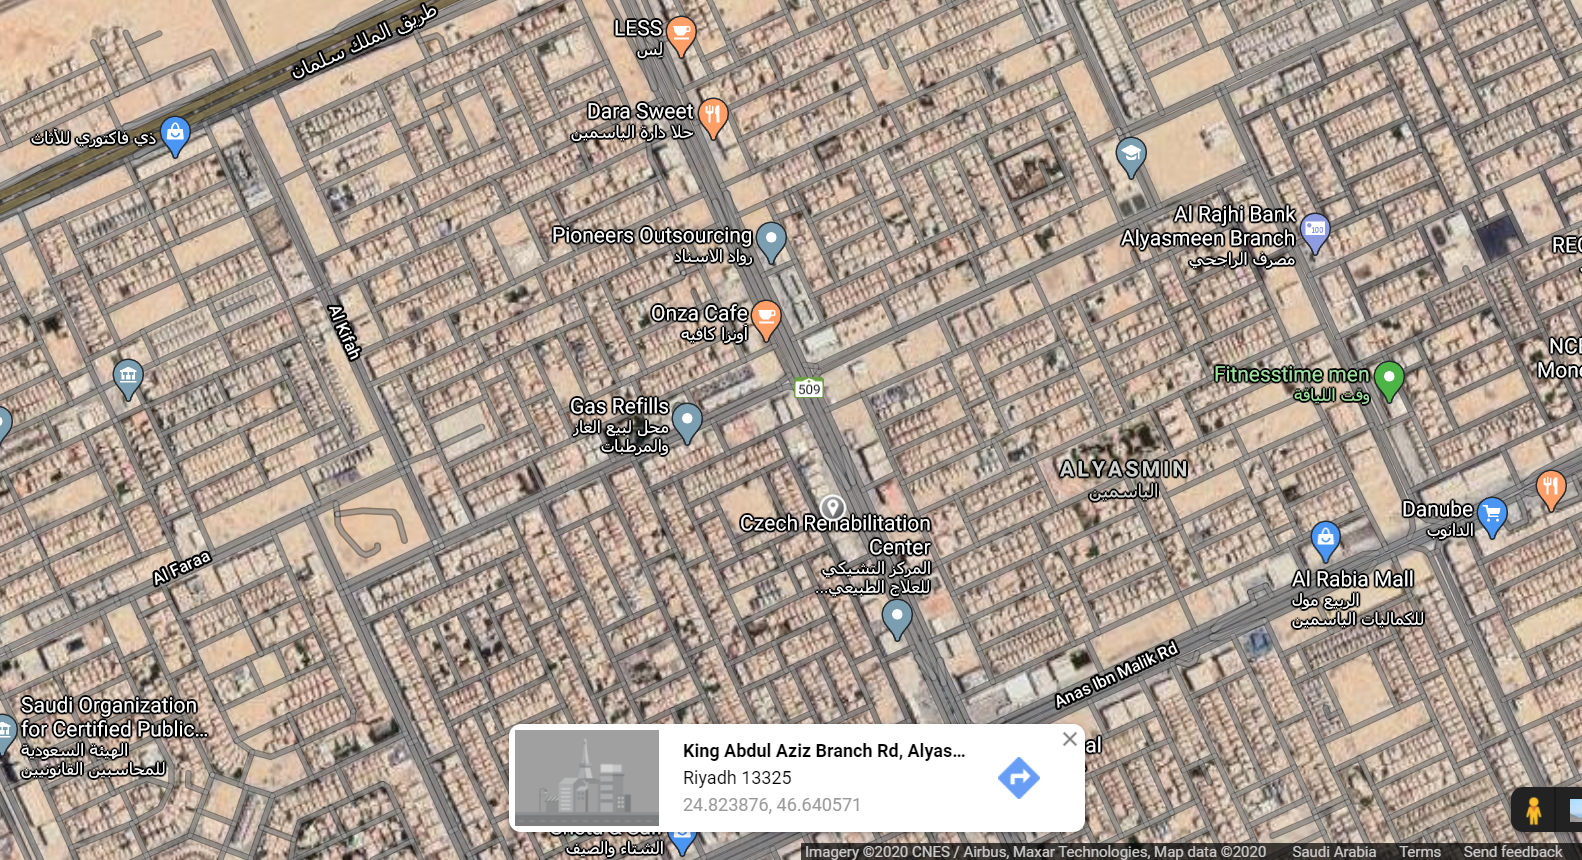 طريق الملك سلمان
LESS
لِس
Dara Sweet
حلا دارة الياسمين
ذي فاكتوري للأثاث
Al Rajhi Bank
Alyasmeen Branch
مصرف الراجحي
Pioneers Outsourcing
رواد الاسناد
Onza Cafe
أونزا كافيه
Al Kifah
509
Fitnesstime men
وقت اللياقة
Gas Refills
محل لبيع الغاز
والمرطبات
ALYASMIN
الياسمين
Danube
الدانوب
Czech Rehabilitation
Center
المركز التشيكي
للعلاج الطبيعي...
Al Faraa
Al Rabia Mall
الربيع مول
للكماليات الياسمين
Anas Ibn Malik Rd
Saudi Organization
for Certified Public...
الهيئة السعودية
للمحاسبين القانونيين
King Abdul Aziz Branch Rd, Alyas...
Riyadh 13325
24.823876, 46.640571
الشتاء والصيف
Imagery ©2020 CNES / Airbus, Maxar Technologies, Map data ©2020 Saudi Arabia Terms Send feedback